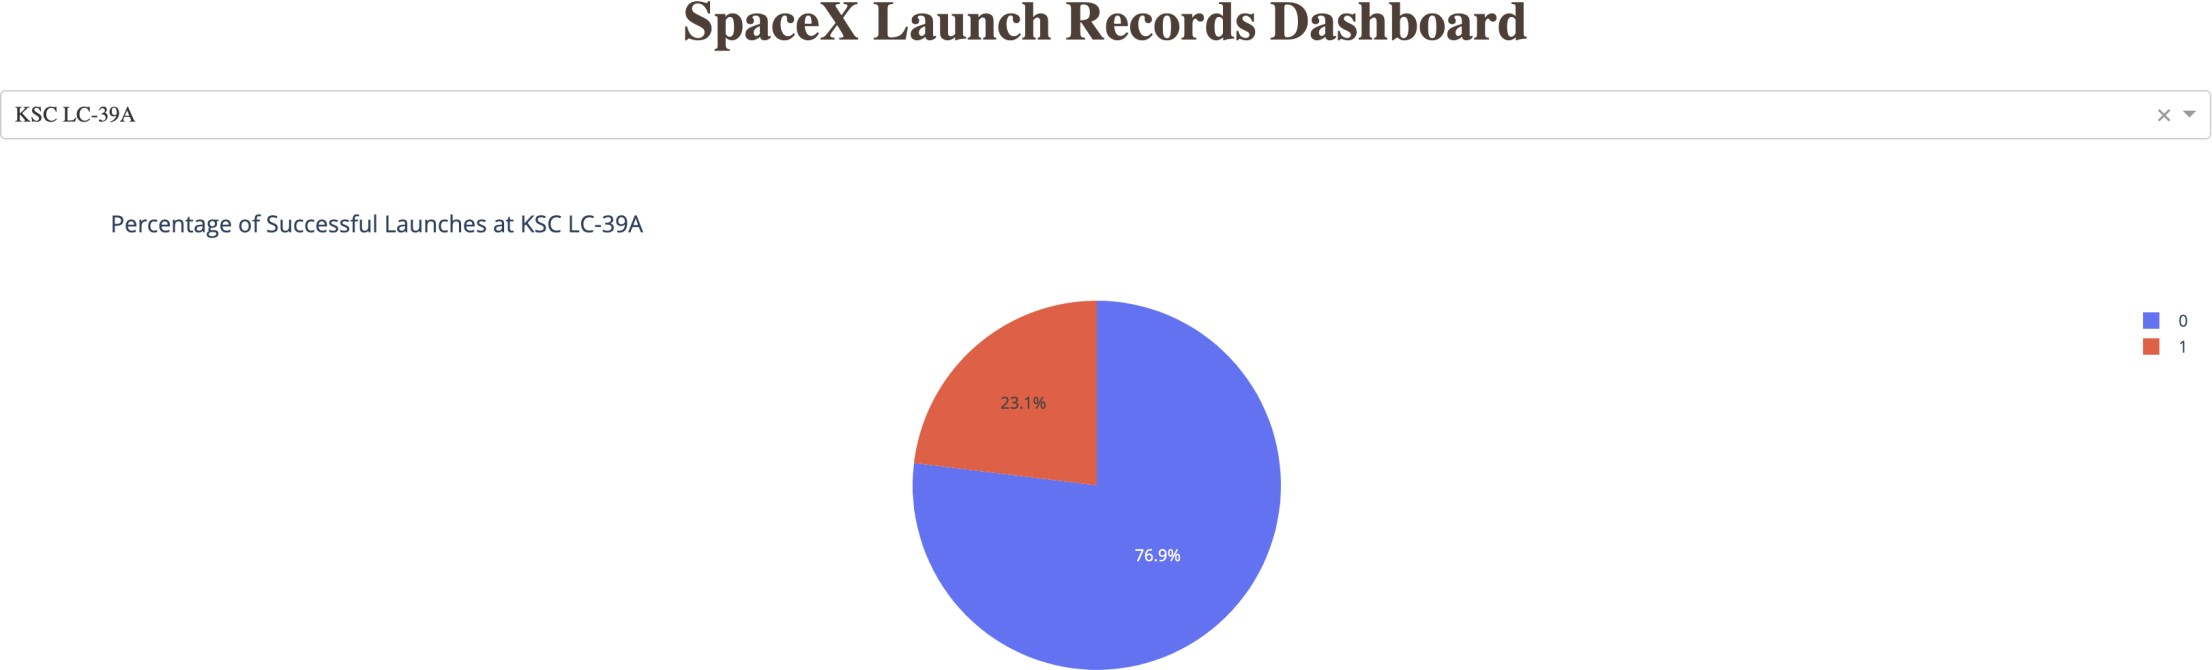 SpaceX Launch Records Dashboard
KSC LC-39A
Percentage of Successful Launches at KSC LC-39A
0
1
23.1%
76.9%